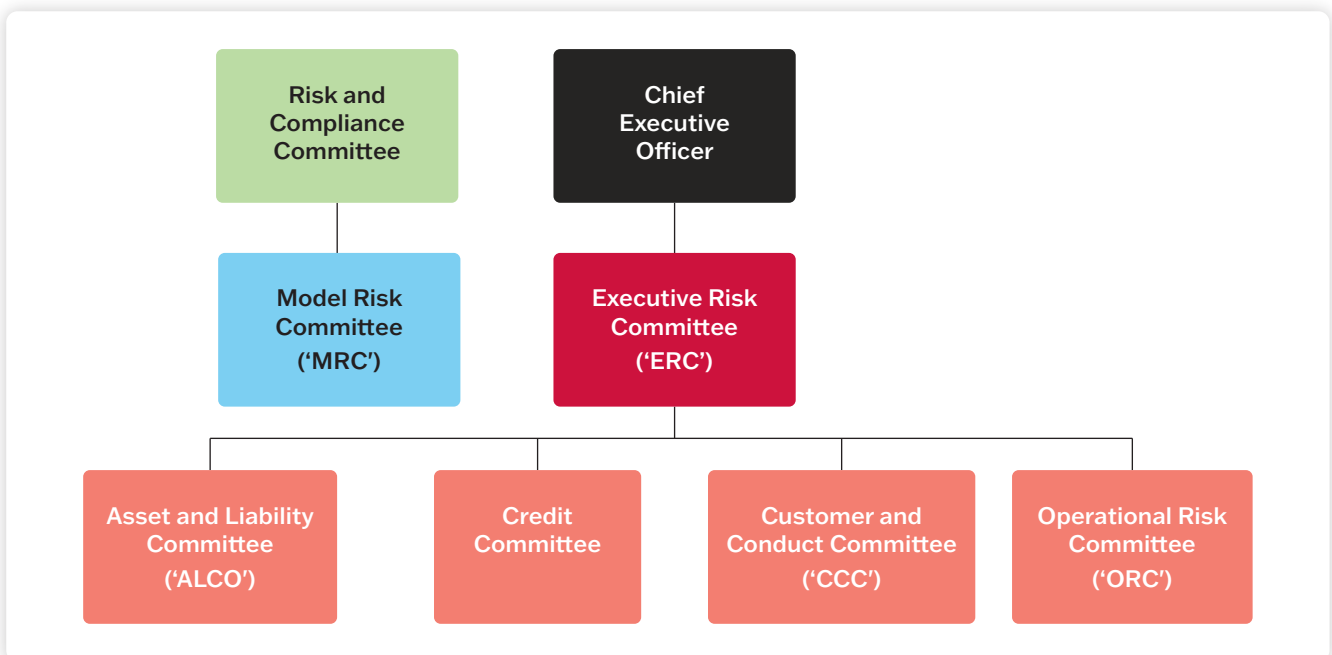 Risk and
Compliance
Committee
Chief
Executive
Officer
Model Risk
Committee
(‘MRC’)
Executive Risk
Committee
(‘ERC’)
Asset and Liability
Committee
(‘ALCO’)
Credit
Committee
Customer and
Conduct Committee
(‘CCC’)
Operational Risk
Committee
(‘ORC’)